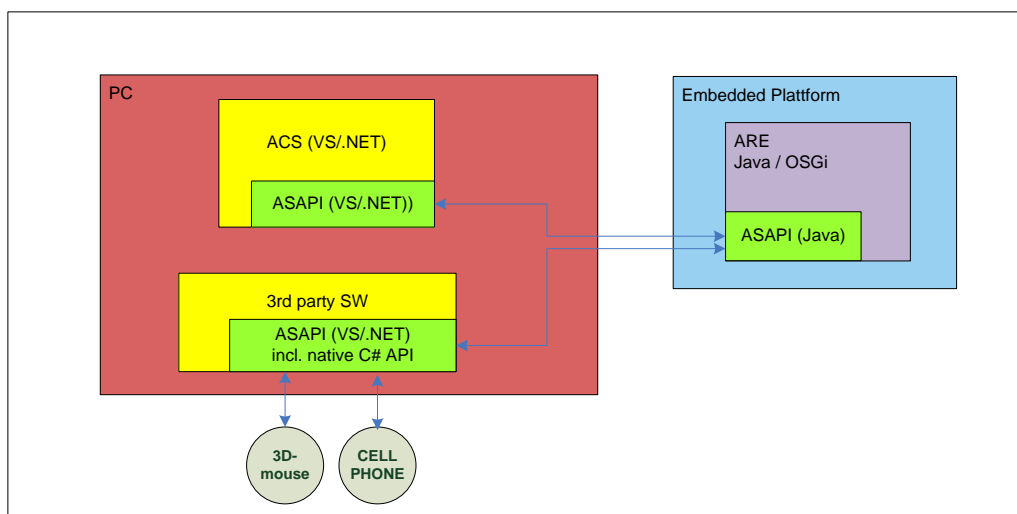 PC
ACS (VS/.NET)
ASAPI (VS/.NET))
3rd party SW
ASAPI (VS/.NET)
incl. native C# API
3D-
mouse
CELL
PHONE
Embedded Plattform
ARE
Java / OSGi
ASAPI (Java)